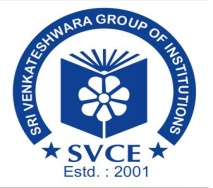 SRI VENKATESHWARA GROUP OF INSTITUTIONS
SVCE
Estd. : 2001